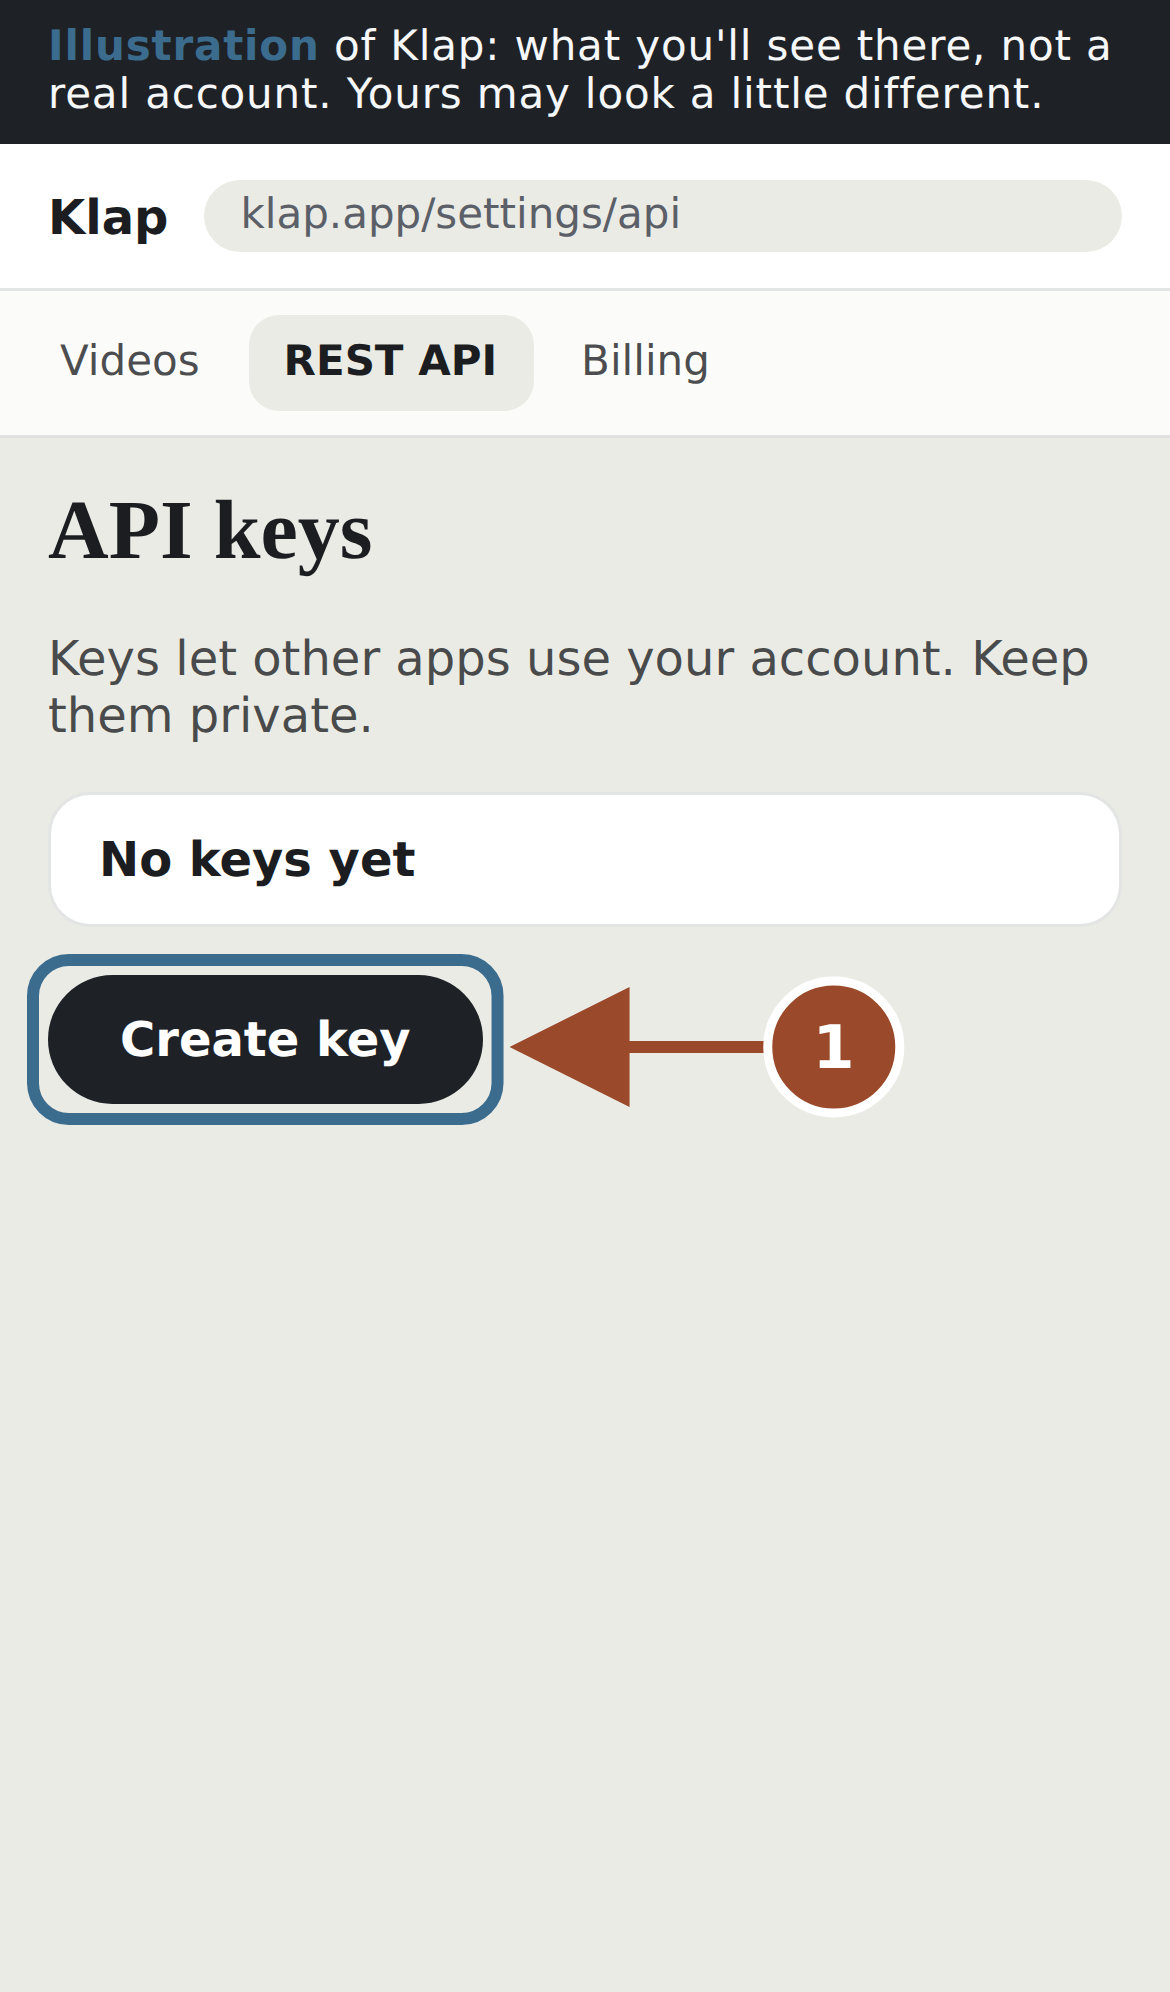 Illustration of Klap: what you'll see there, not a
real account. Yours may look a little different.
Klap
klap.app/settings/api
Videos
REST API
Billing
API keys
Keys let other apps use your account. Keep
them private.
No keys yet
Create key
1